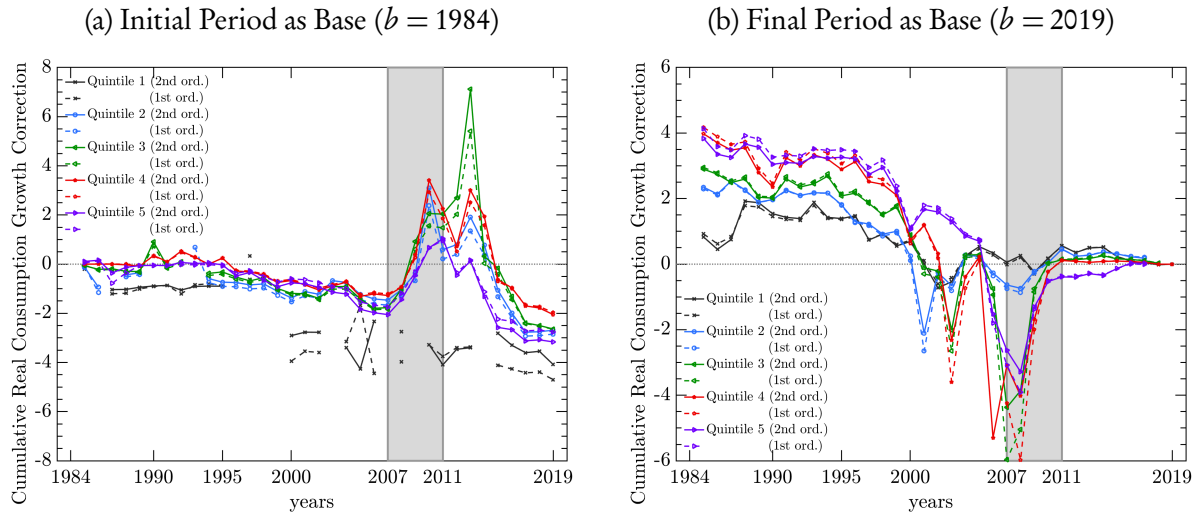 (a) Initial Period as Base (b = 1984)
Cumulative Real Consumption Growth Correction
8
6
4
2
0
-2
-4
-6
-8
Quintile 1 (2nd ord.)
(1st ord.)
Quintile 2 (2nd ord.)
(1st ord.)
Quintile 3 (2nd ord.)
(1st ord.)
Quintile 4 (2nd ord.)
(1st ord.)
Quintile 5 (2nd ord.)
(1st ord.)
1984 1990 1995 2000 2007 2011 2019
years
(b) Final Period as Base (b = 2019)
Cumulative Real Consumption Growth Correction
6
4
2
0
-2
-4
-6
Quintile 1 (2nd ord.)
(1st ord.)
Quintile 2 (2nd ord.)
(1st ord.)
Quintile 3 (2nd ord.)
(1st ord.)
Quintile 4 (2nd ord.)
(1st ord.)
Quintile 5 (2nd ord.)
(1st ord.)
1984 1990 1995 2000 2007 2011 2019
years